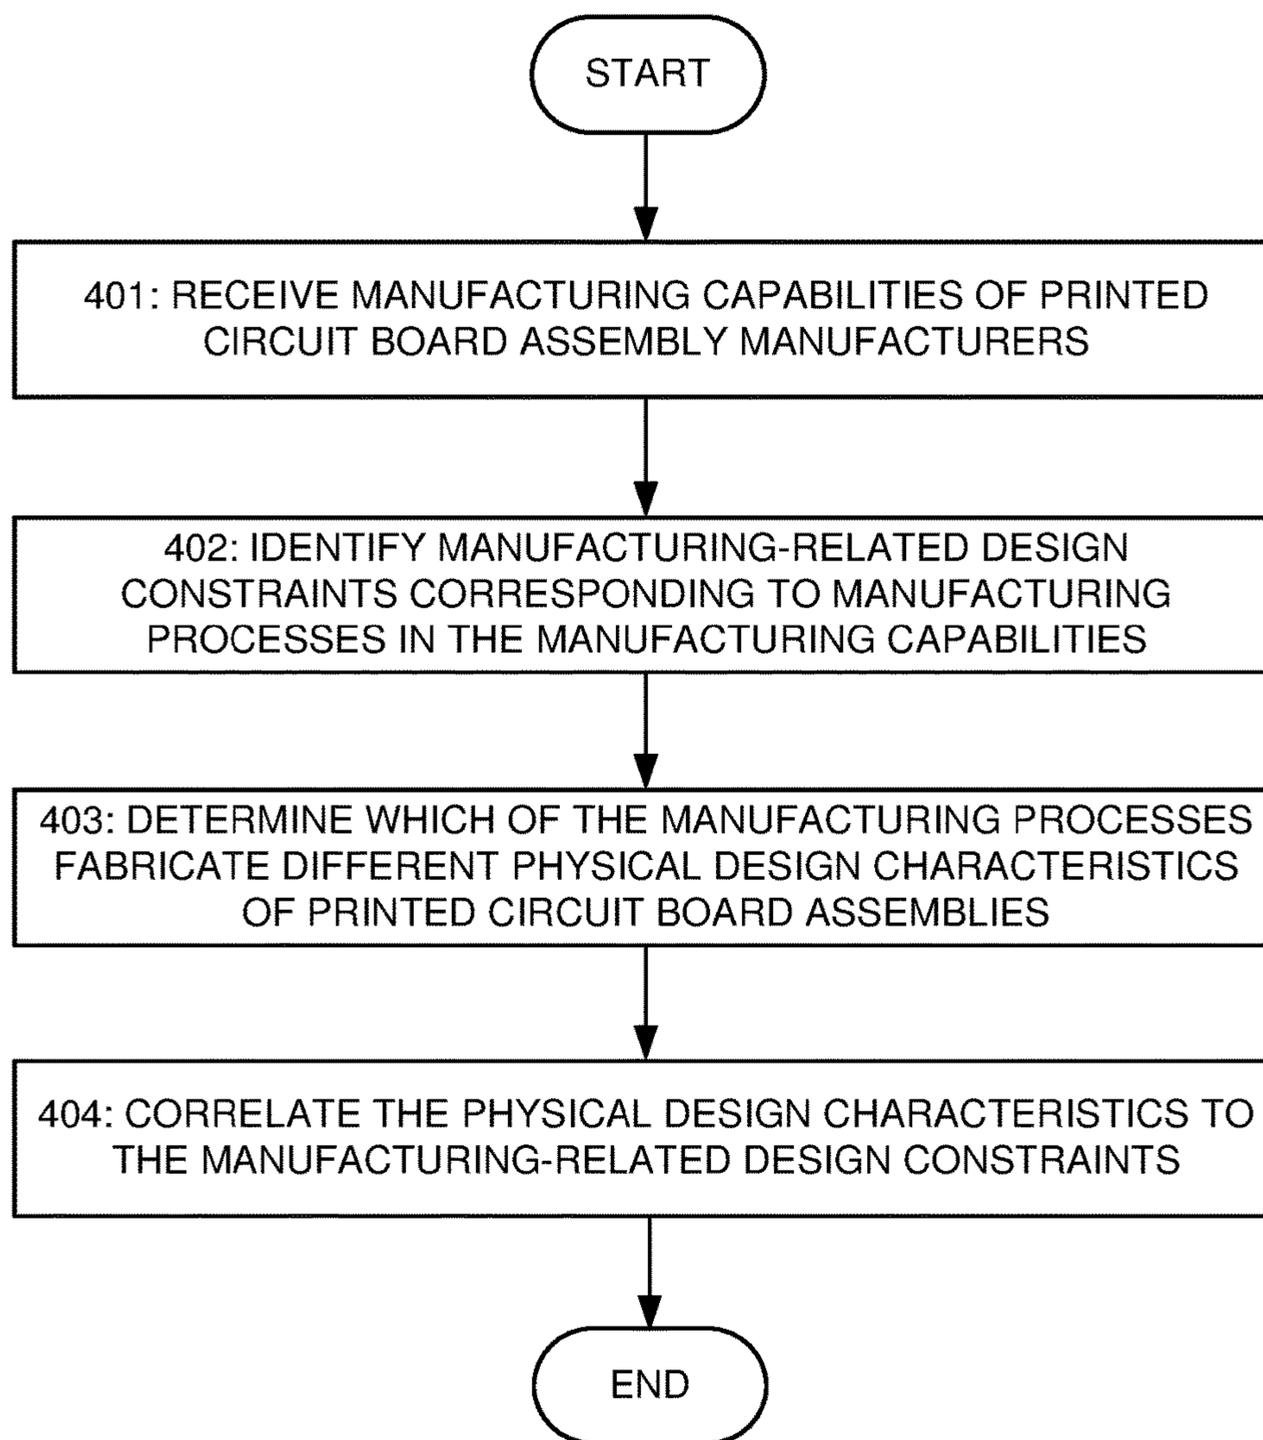 START
401: RECEIVE MANUFACTURING CAPABILITIES OF PRINTED
CIRCUIT BOARD ASSEMBLY MANUFACTURERS
402: IDENTIFY MANUFACTURING-RELATED DESIGN
CONSTRAINTS CORRESPONDING TO MANUFACTURING
PROCESSES IN THE MANUFACTURING CAPABILITIES
403: DETERMINE WHICH OF THE MANUFACTURING PROCESSES
FABRICATE DIFFERENT PHYSICAL DESIGN CHARACTERISTICS
OF PRINTED CIRCUIT BOARD ASSEMBLIES
404: CORRELATE THE PHYSICAL DESIGN CHARACTERISTICS TO
THE MANUFACTURING-RELATED DESIGN CONSTRAINTS
END